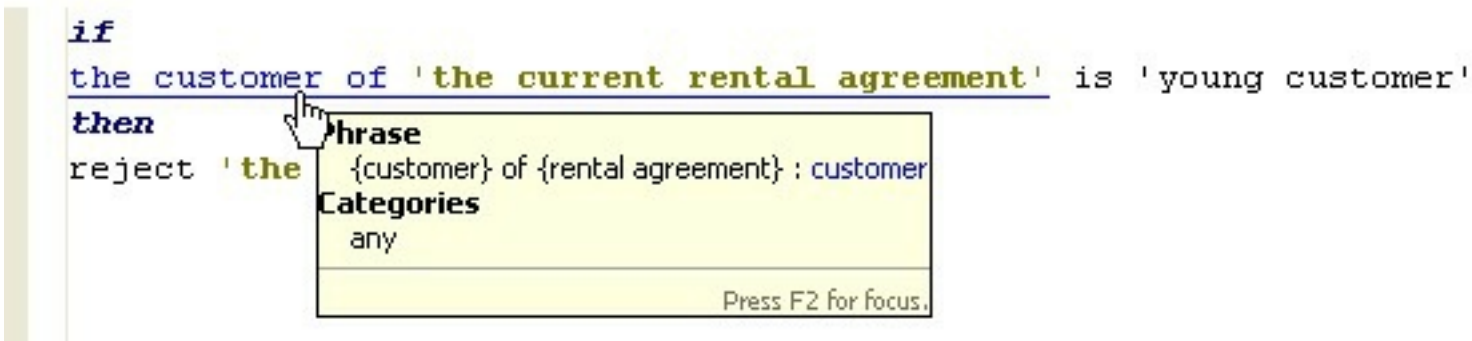 if
the customer of 'the current rental agreement' is 'young customer'
then
reject 'the
Phrase
{customer} of {rental agreement} : customer
Categories
any
Press F2 for focus.